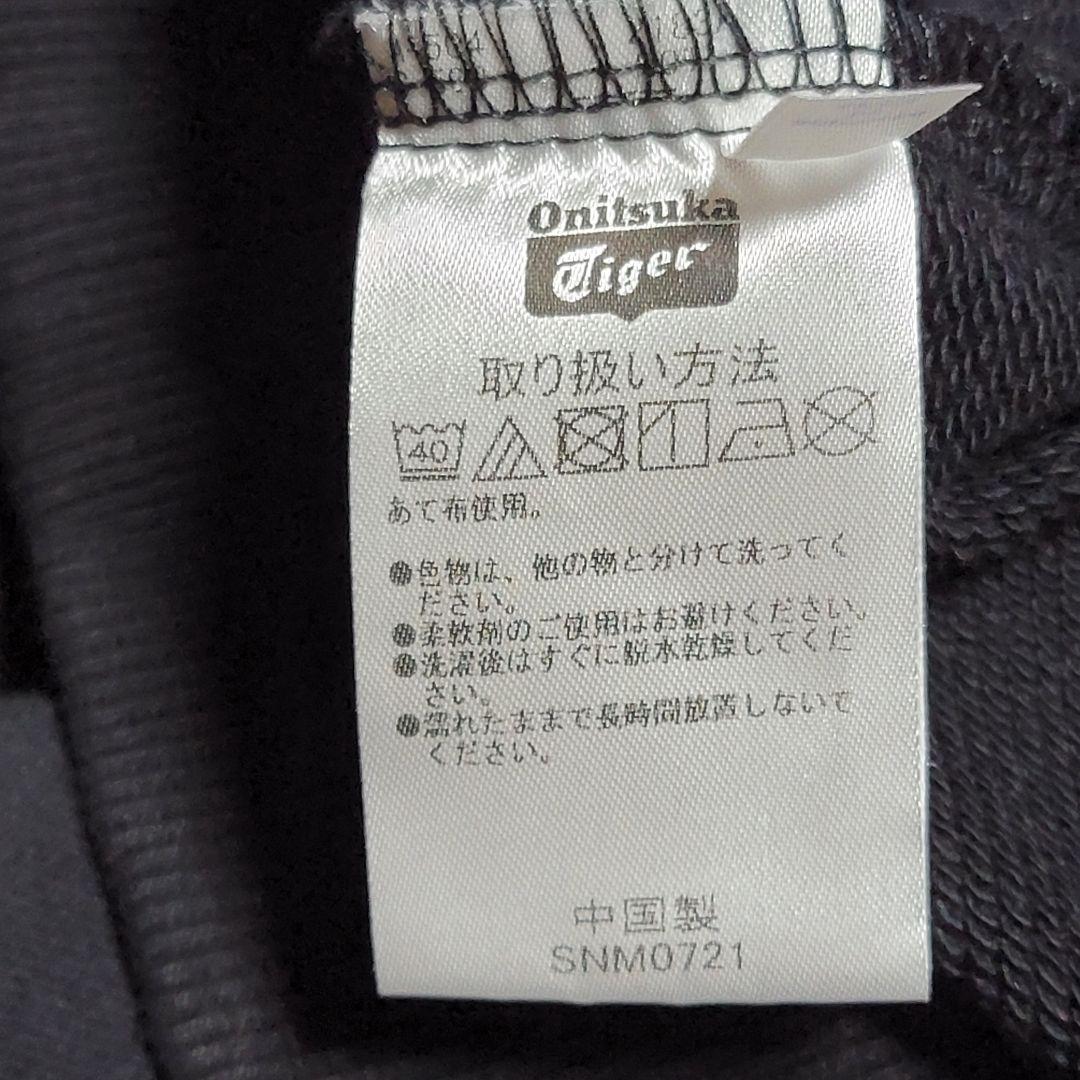 Onitsuka
Tiger
取り扱い方法
40
あて布使用。
●色物は、他の物と分けて洗ってく
ださい。
●柔軟剤のご使用はお避けください。
●洗濯後はすぐに脱水乾燥してくだ
さい。
●濡れたままで長時間放置しないで
ください。
中国製
SNM0721